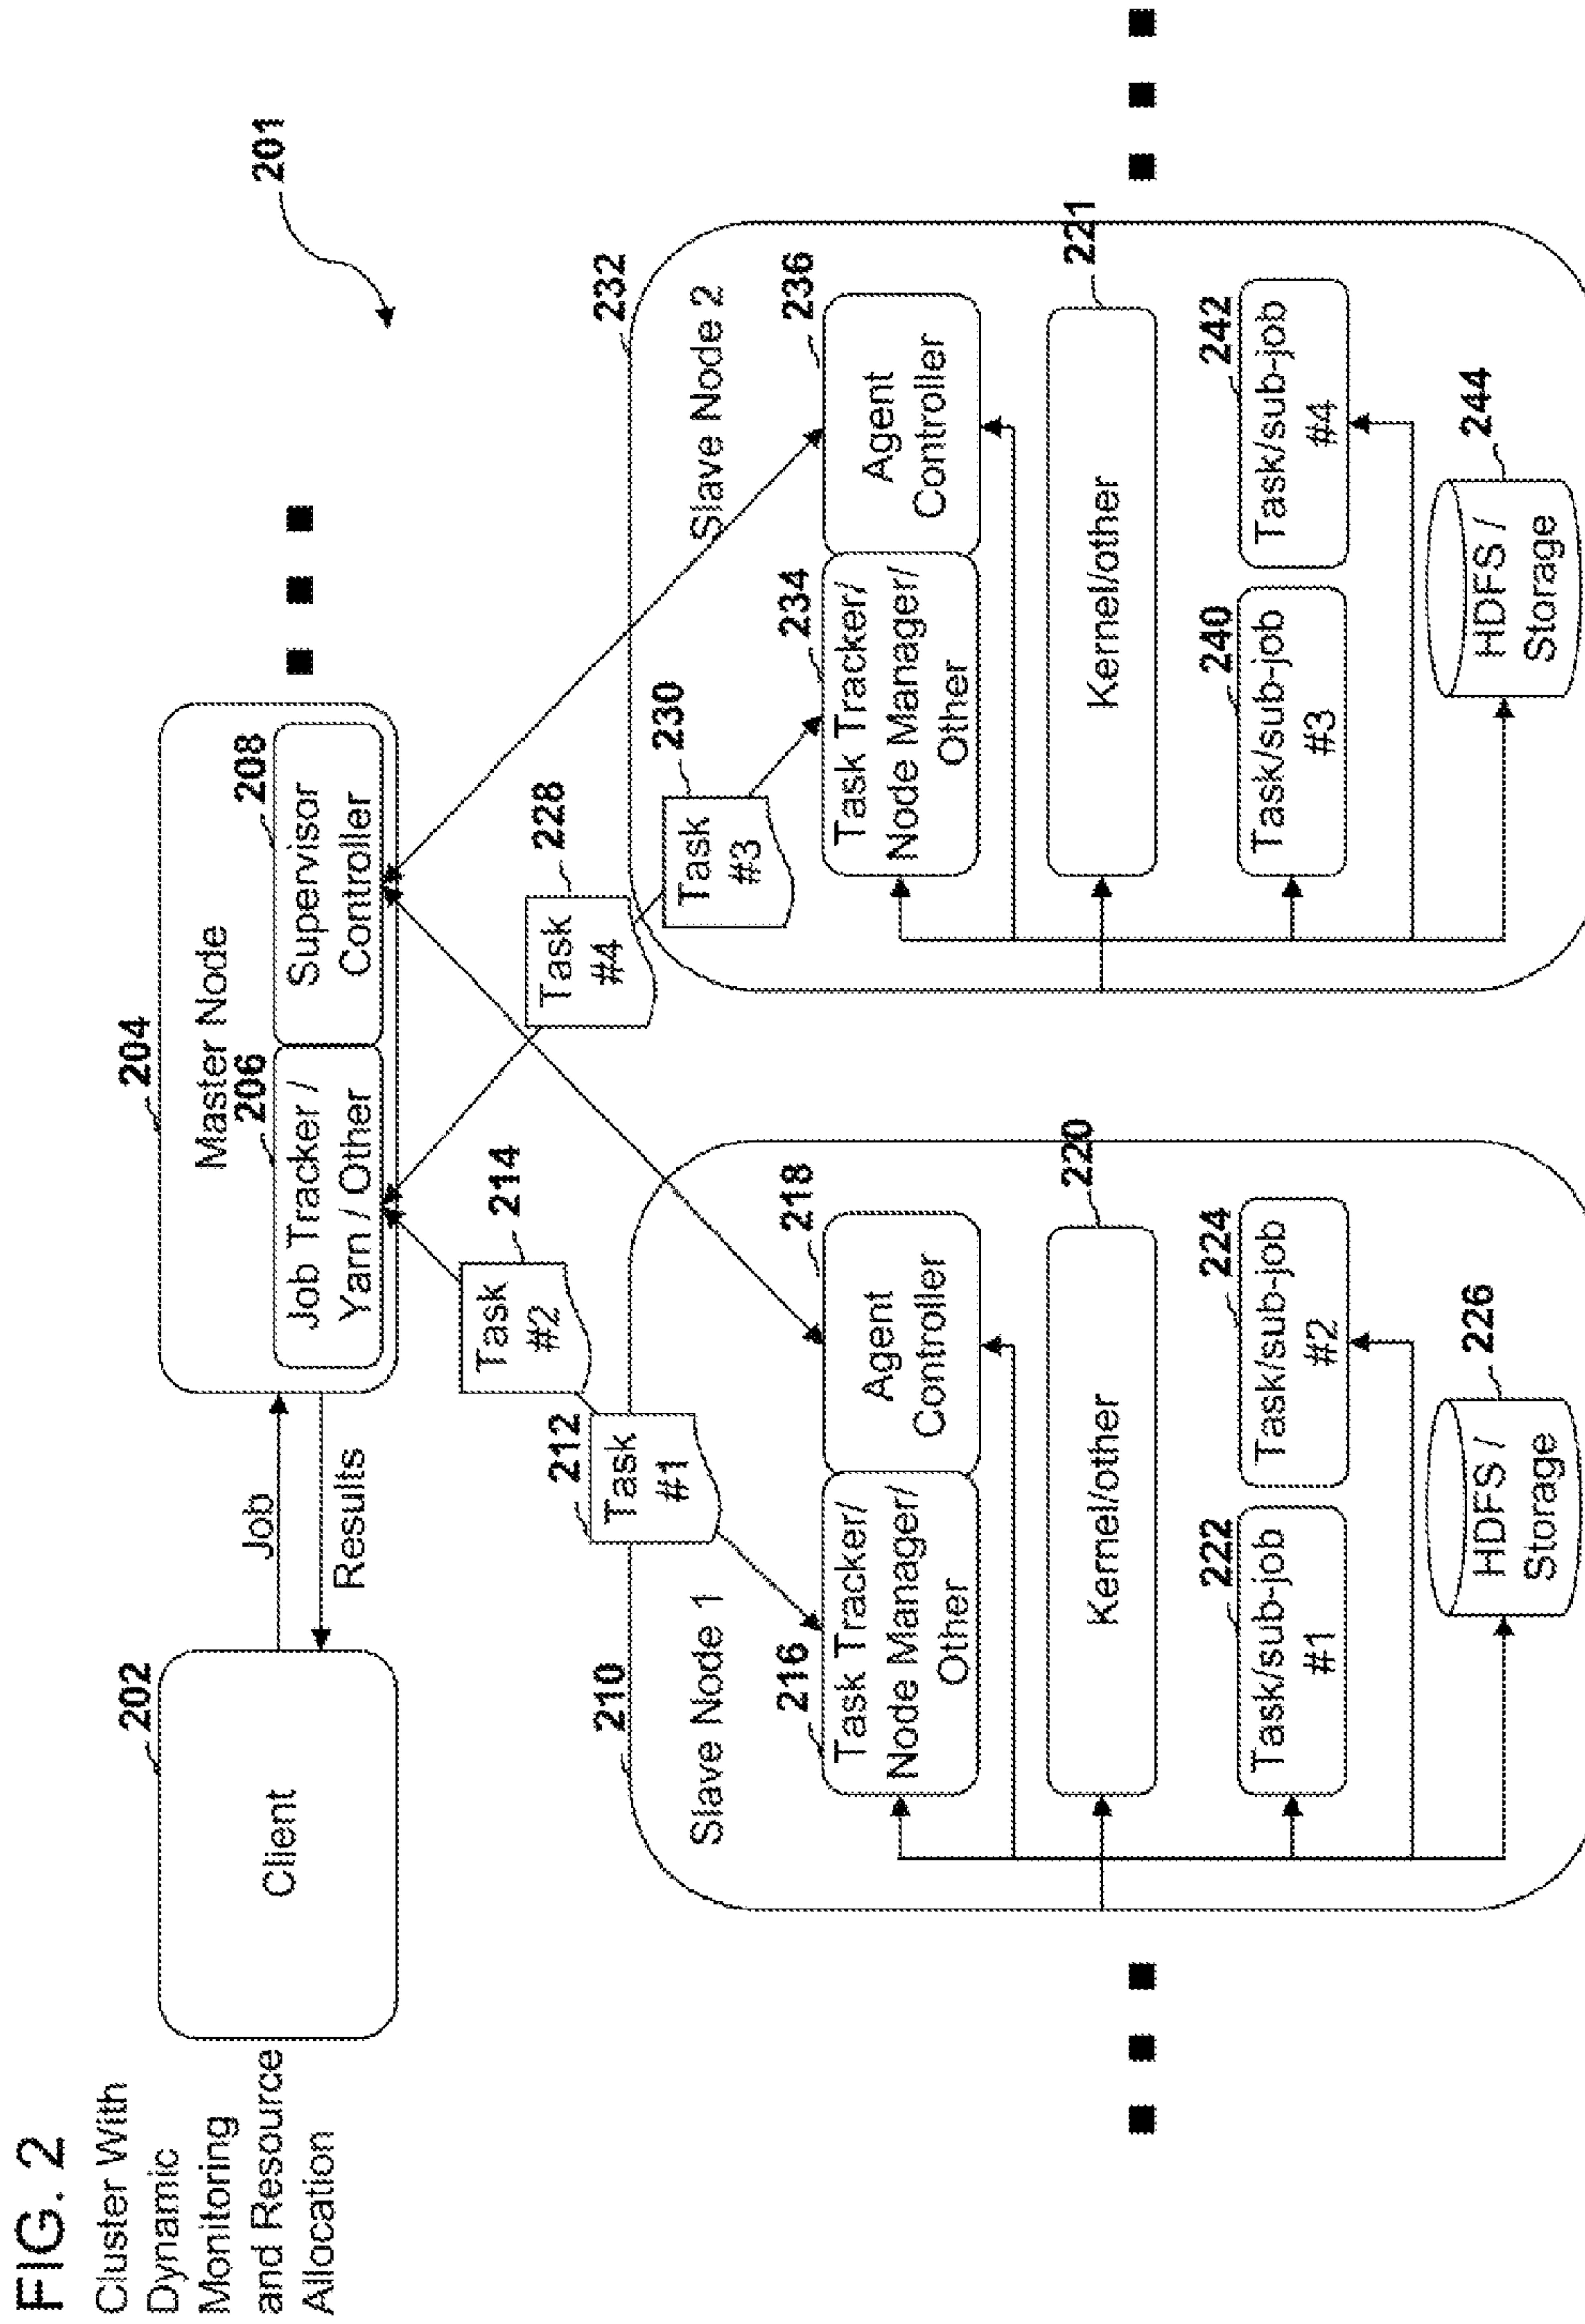 FIG. 2
Cluster With
Dynamic
Monitoring
and Resource
Allocation
202
Client
Job
Results
204
Master Node
206
Job Tracker /
Yarn / Other
208
Supervisor
Controller
201
210
Slave Node 1
212
Task
#1
214
Task
#2
216
Task Tracker/
Node Manager/
Other
218
Agent
Controller
220
Kernel/other
222
Task/sub-job
#1
224
Task/sub-job
#2
226
HDFS /
Storage
228
Task
#4
230
Task
#3
232
Slave Node 2
234
Task Tracker/
Node Manager/
Other
236
Agent
Controller
221
Kernel/other
240
Task/sub-job
#3
242
Task/sub-job
#4
244
HDFS /
Storage